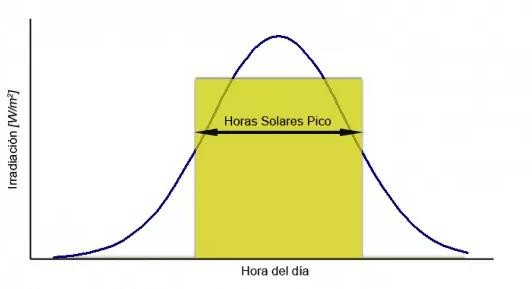 Irradiación [W/m²]
Horas Solares Pico
Hora del día